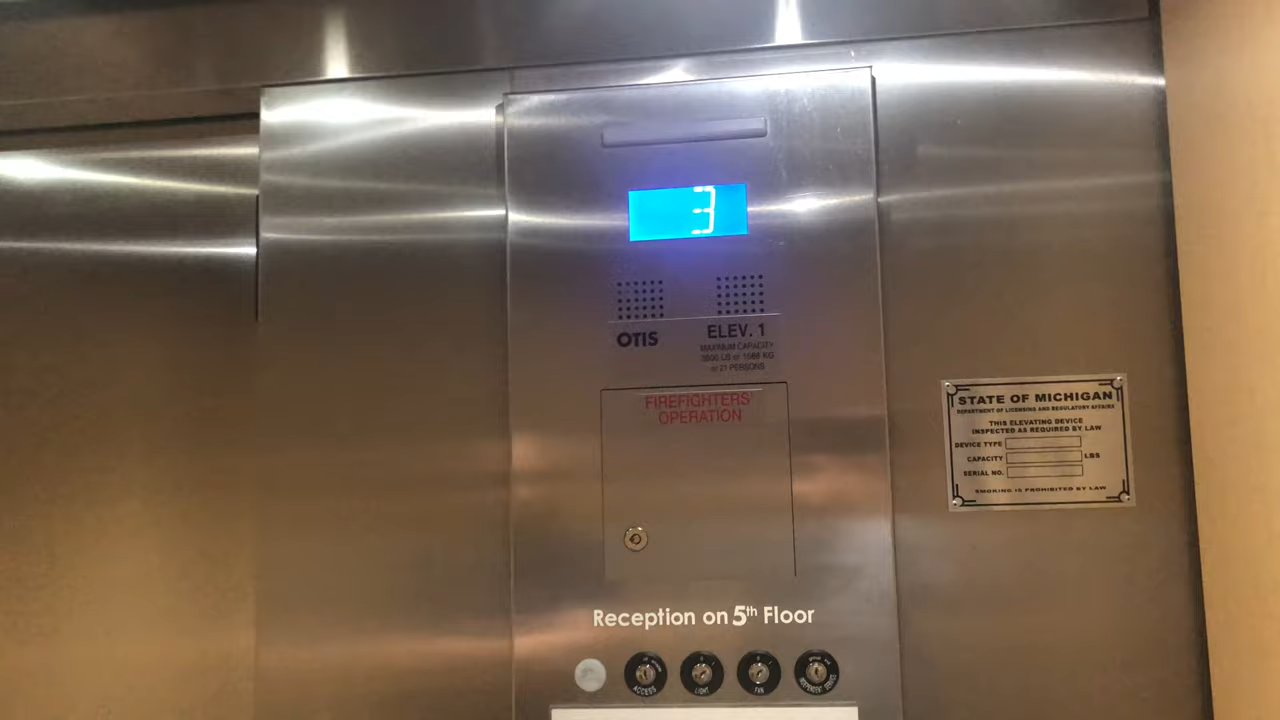 3
OTIS
ELEV. 1
MAXIMUM CAPACITY
3500 LB or 1588 KG
or 21 PERSONS
FIREFIGHTERS'
OPERATION
STATE OF MICHIGAN
DEPARTMENT OF LICENSING AND REGULATORY AFFAIRS
THIS ELEVATING DEVICE
INSPECTED AS REQUIRED BY LAW
DEVICE TYPE
CAPACITY LBS
SERIAL NO.
SMOKING IS PROHIBITED BY LAW
Reception on 5th Floor
ACCESS
LIGHT
FAN
INDEPENDENT SERVICE